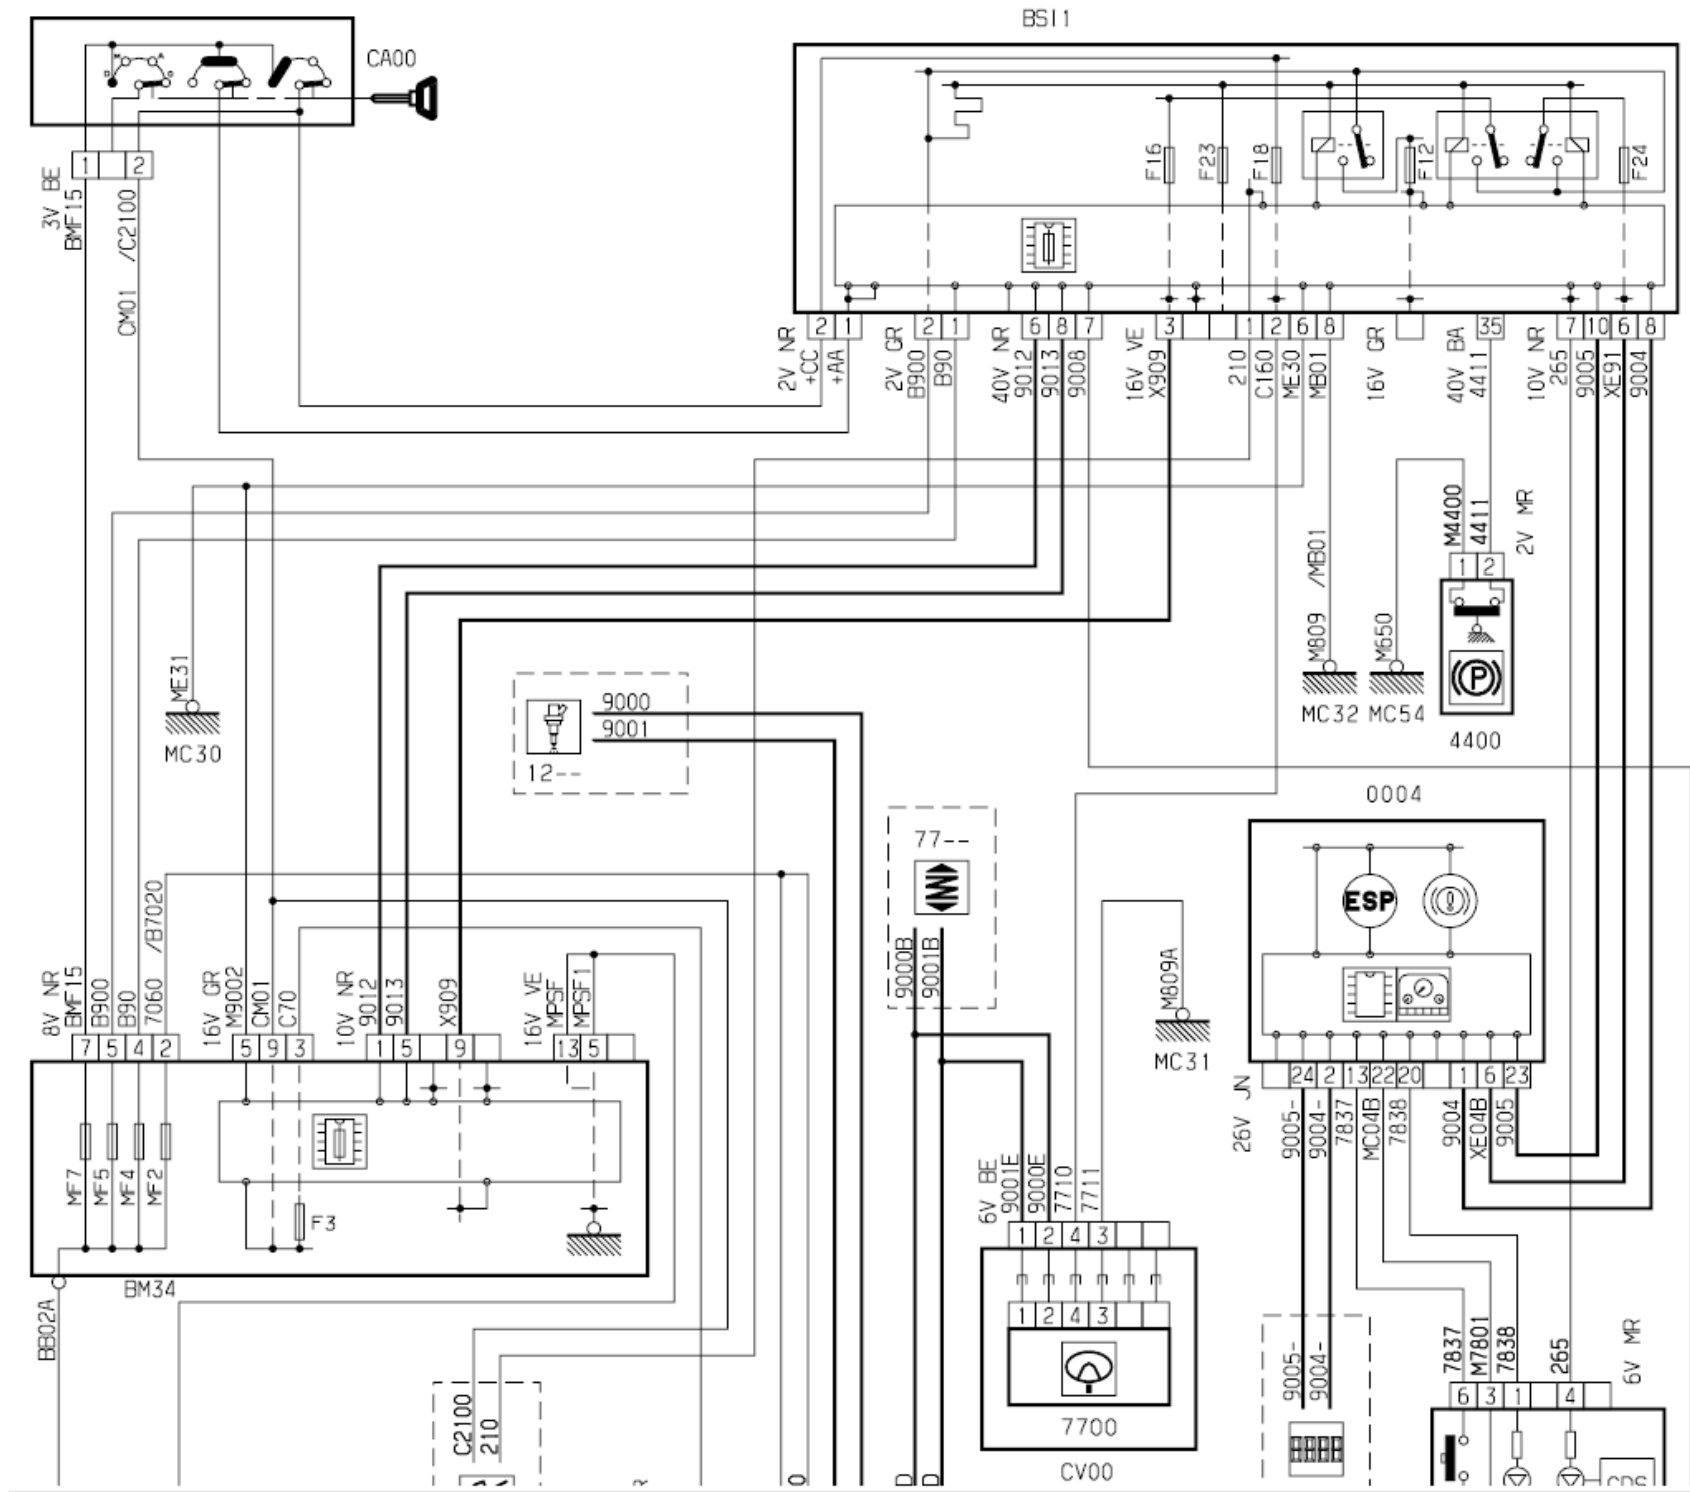 BSI1
CA00
M A
D G
F16 F23 F18 F12 F24
1 2
3V BE
BMF15
CM01 /C2100
2 1 2 1 6 8 7 3 1 2 6 8 35 7 10 6 8
2V NR
+CC
+AA
2V GR
B900
B90
40V NR
9012
9013
9008
16V VE
X909
210
C160
ME30
MB01
16V GR
40V BA
4411
10V NR
265
9005
XE91
9004
M4400
4411
2V MR
1 2
M809 /MB01
M650
MC32 MC54
4400
ME31
MC30
9000
9001
12--
0004
77--
ESP
9000B
9001B
M809A
MC31
8V NR
BMF15
B900
B90
7060 /B7020
16V GR
M9002
CM01
C70
10V NR
9012
9013
X909
16V VE
MPSF
MPSF1
7 5 4 2 5 9 3 1 5 9 13 5
24 2 13 22 20 1 6 23
26V JN
9005-
9004-
7837
MC04B
7838
9004
XE04B
9005
MF7 MF5 MF4 MF2
F3
BM34
BB02A
6V BE
9001E
9000E
7710
7711
1 2 4 3
1 2 4 3
7700
CV00
9005-
9004-
7837
M7801
7838
265
6V MR
6 3 1 4
C2100
210
D
D